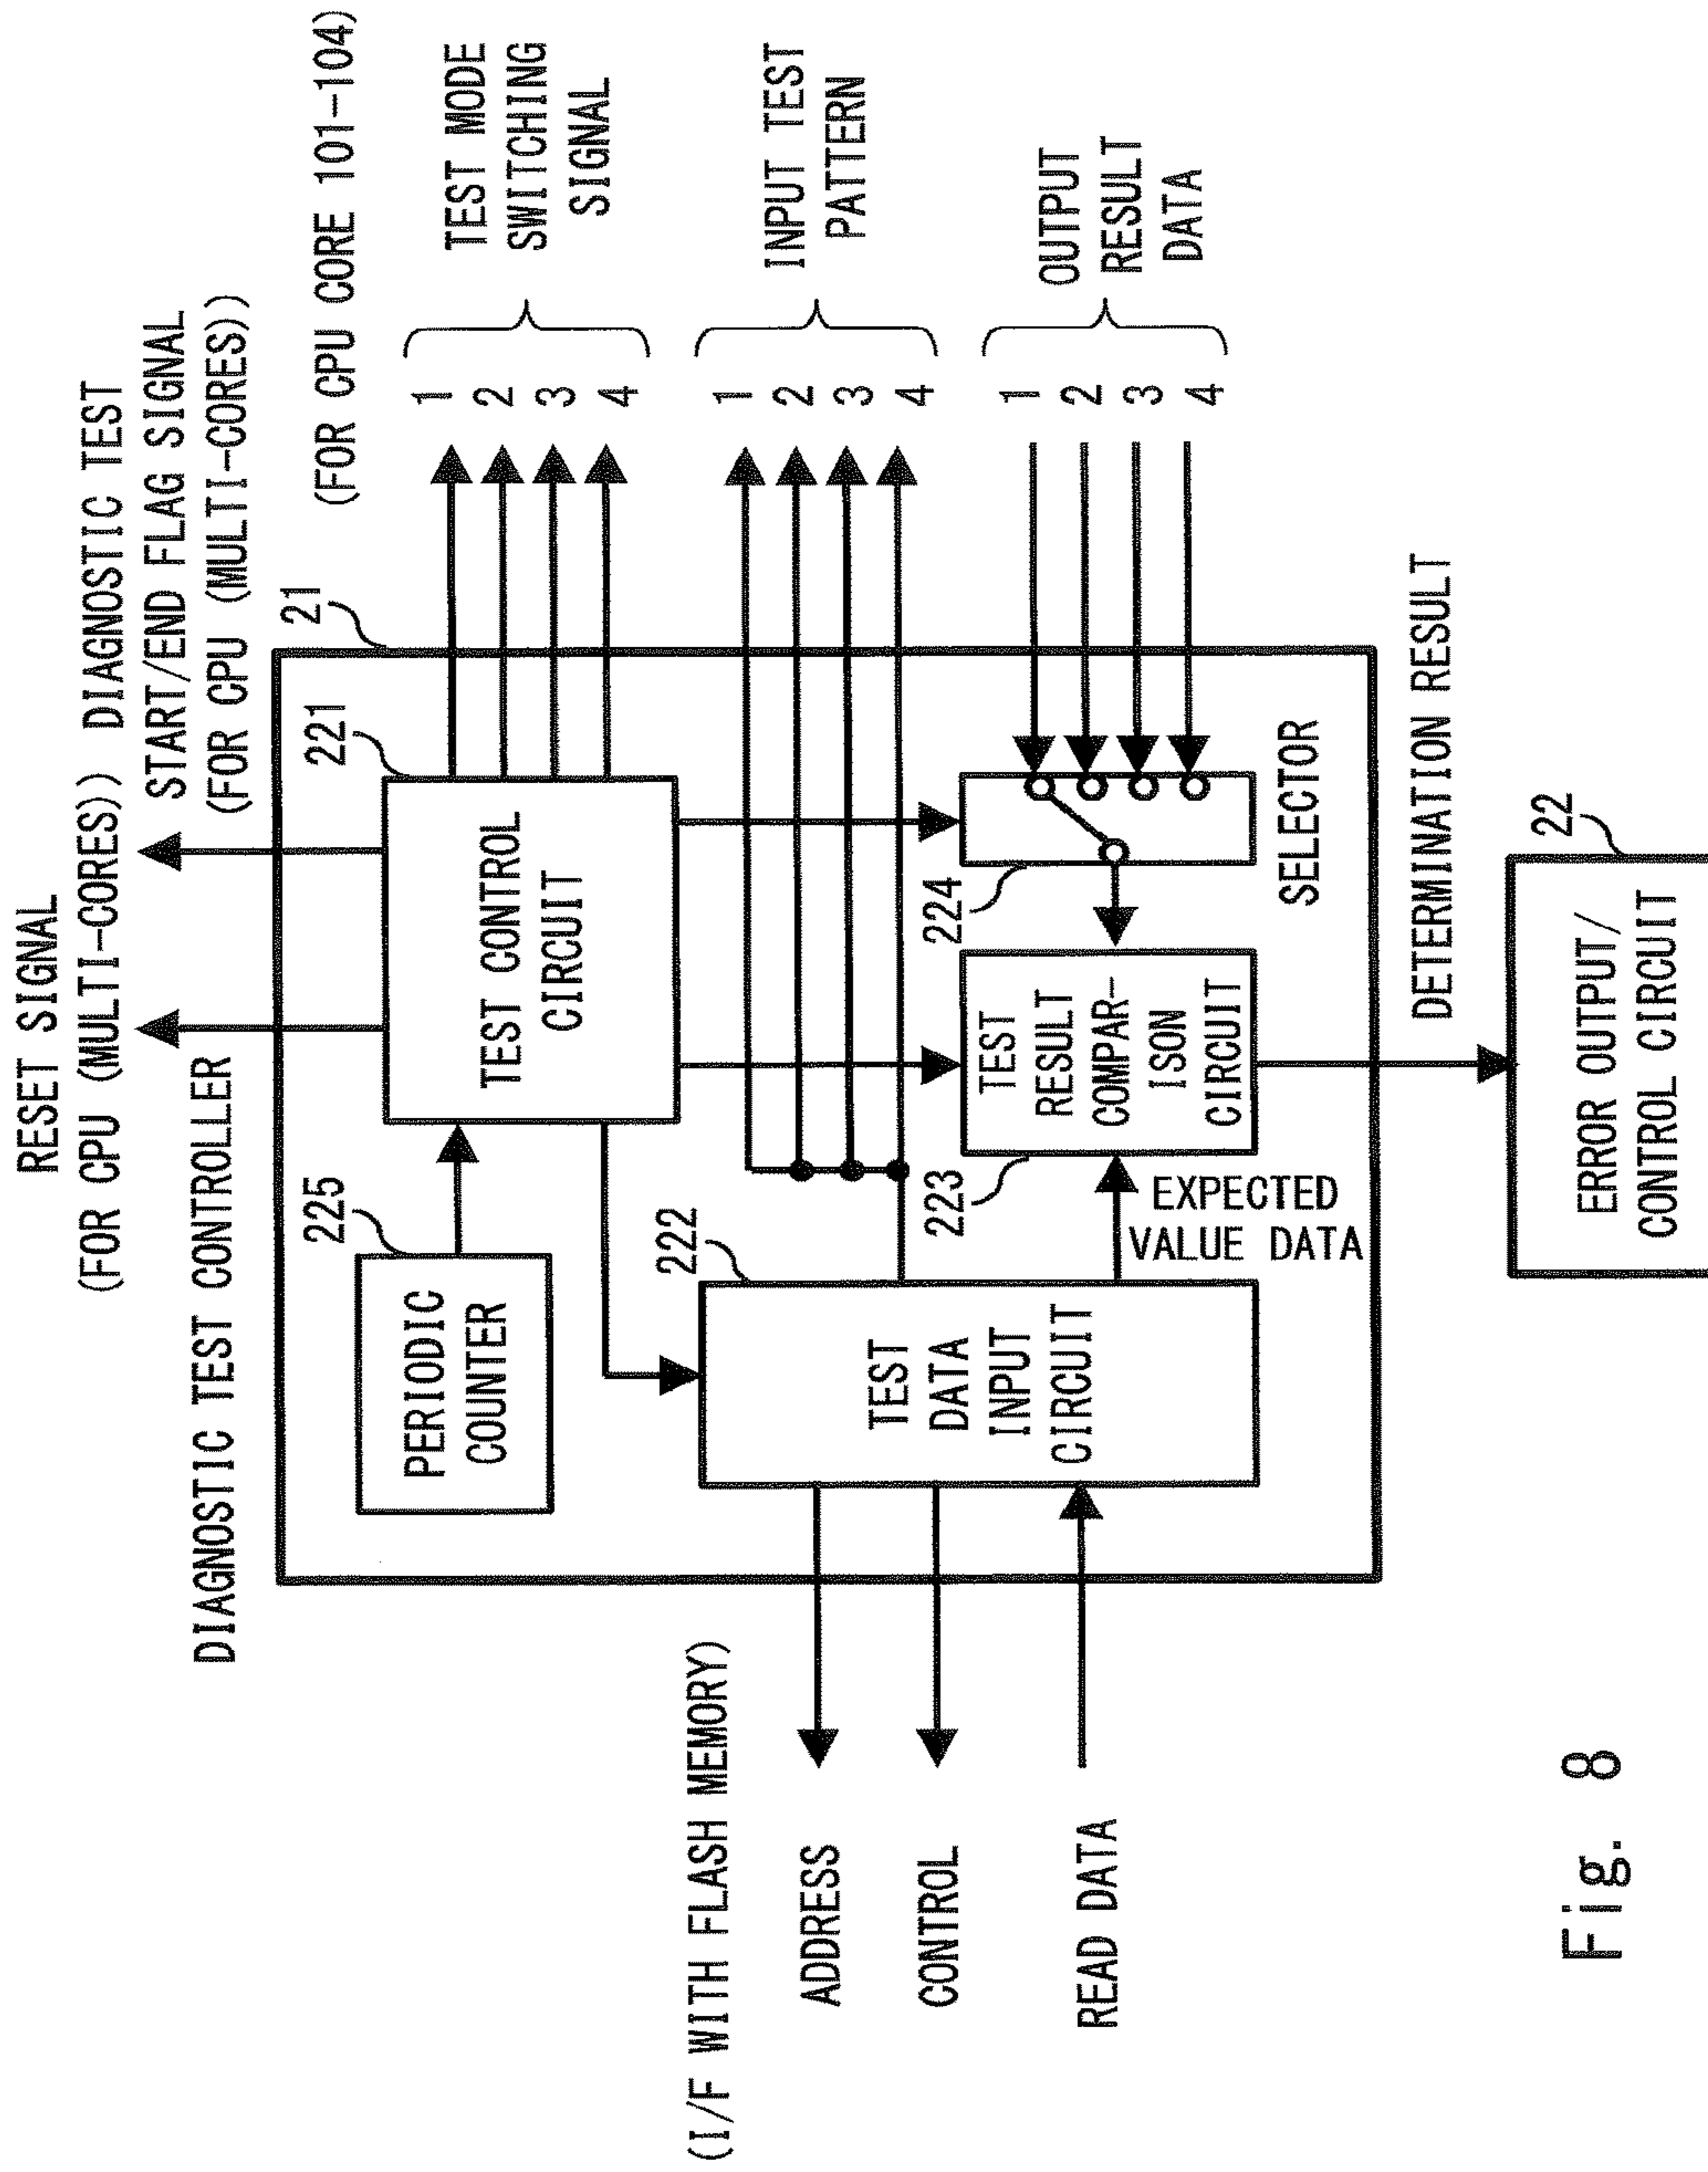 RESET SIGNAL
(FOR CPU (MULTI-CORES))
DIAGNOSTIC TEST
START/END FLAG SIGNAL
(FOR CPU (MULTI-CORES))
DIAGNOSTIC TEST CONTROLLER
21
(FOR CPU CORE 101-104)
225
PERIODIC
COUNTER
221
TEST CONTROL
CIRCUIT
1
2
3
4
TEST MODE
SWITCHING
SIGNAL
(I/F WITH FLASH MEMORY)
ADDRESS
CONTROL
READ DATA
222
TEST
DATA
INPUT
CIRCUIT
1
2
3
4
INPUT TEST
PATTERN
EXPECTED
VALUE DATA
223
TEST
RESULT
COMPAR-
ISON
CIRCUIT
224
SELECTOR
1
2
3
4
OUTPUT
RESULT
DATA
DETERMINATION RESULT
22
ERROR OUTPUT/
CONTROL CIRCUIT
Fig. 8